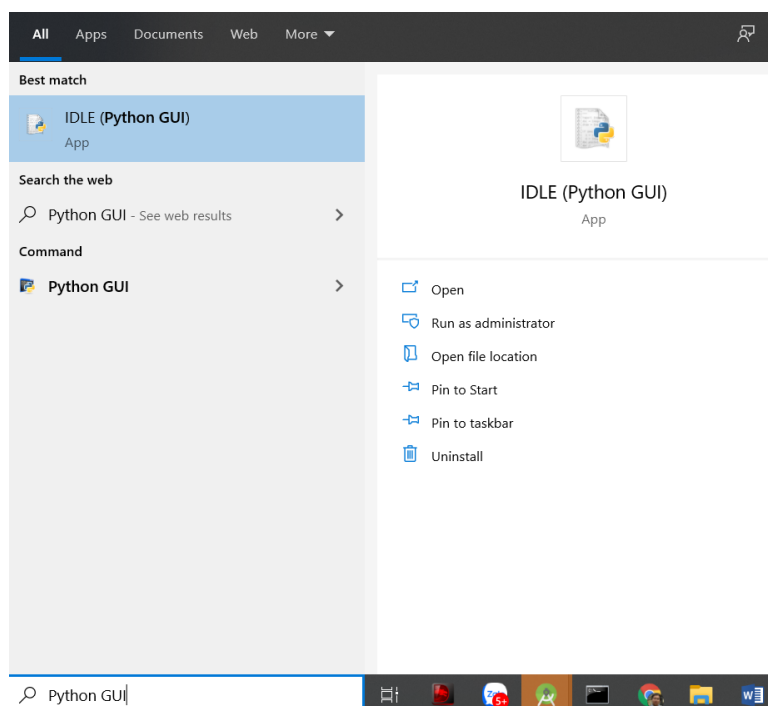 All Apps Documents Web More
Best match
IDLE (Python GUI)
App
Search the web
Python GUI - See web results
Command
Python GUI
IDLE (Python GUI)
App
Open
Run as administrator
Open file location
Pin to Start
Pin to taskbar
Uninstall
Python GUI
Zalo
5+
W